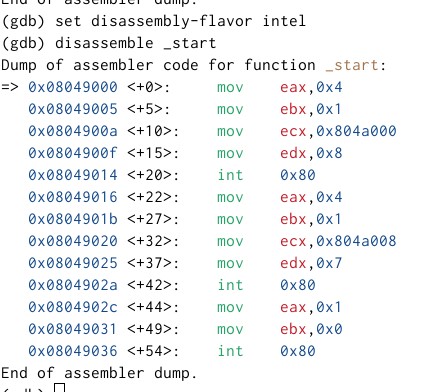 End of assembler dump.
(gdb) set disassembly-flavor intel
(gdb) disassemble _start
Dump of assembler code for function _start:
=> 0x08049000 <+0>:     mov    eax,0x4
   0x08049005 <+5>:     mov    ebx,0x1
   0x0804900a <+10>:    mov    ecx,0x804a000
   0x0804900f <+15>:    mov    edx,0x8
   0x08049014 <+20>:    int    0x80
   0x08049016 <+22>:    mov    eax,0x4
   0x0804901b <+27>:    mov    ebx,0x1
   0x08049020 <+32>:    mov    ecx,0x804a008
   0x08049025 <+37>:    mov    edx,0x7
   0x0804902a <+42>:    int    0x80
   0x0804902c <+44>:    mov    eax,0x1
   0x08049031 <+49>:    mov    ebx,0x0
   0x08049036 <+54>:    int    0x80
End of assembler dump.
(gdb)